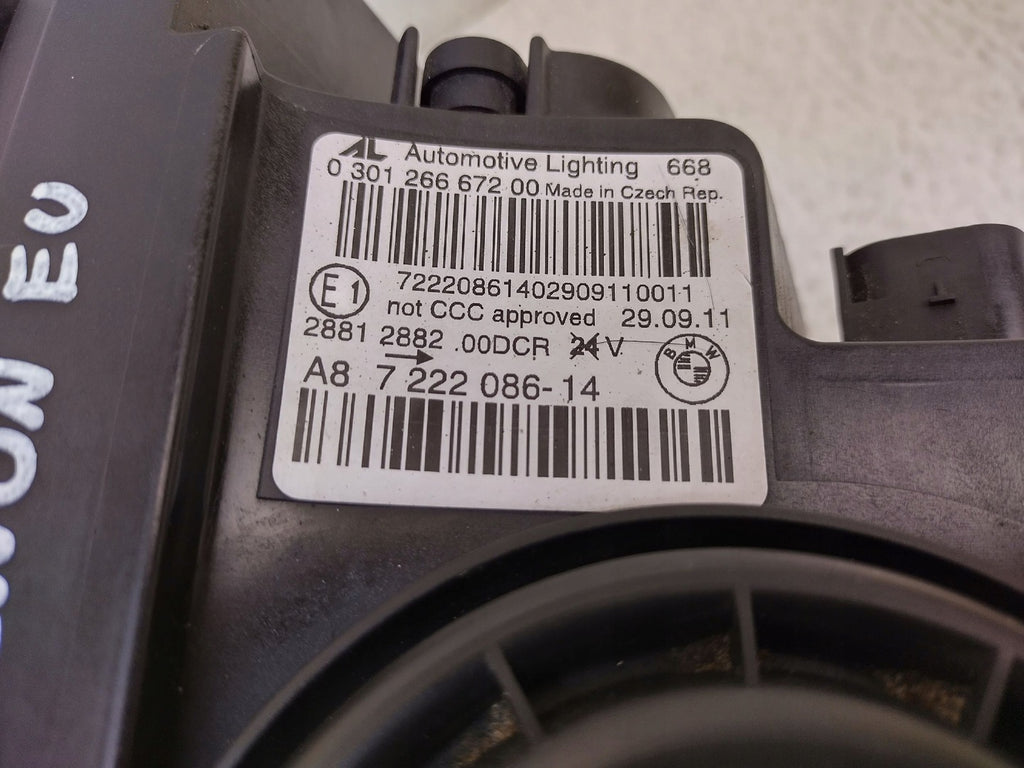 AL Automotive Lighting 668
0 301 266 672 00 Made in Czech Rep.
72220861402909110011
E1
not CCC approved 29.09.11
2881 2882 .00DCR 24 V
BMW
A8 7 222 086-14
EU